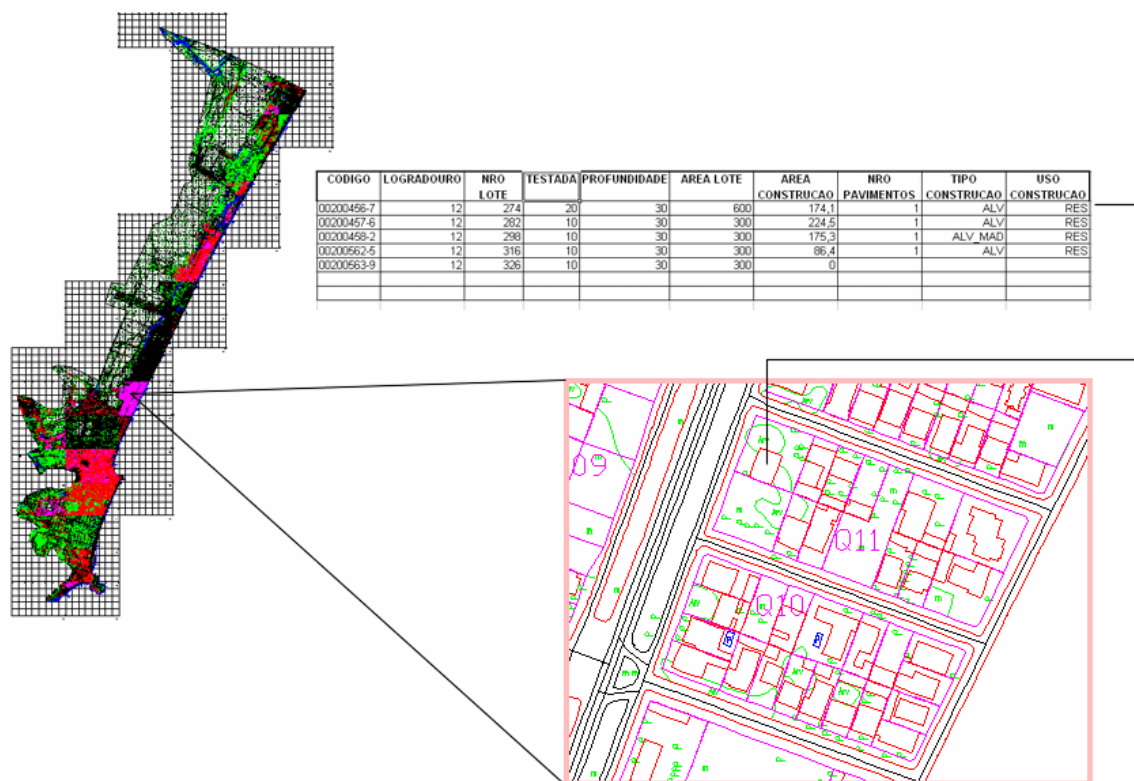 CODIGO LOGRADOURO NRO LOTE TESTADA PROFUNDIDADE AREA LOTE AREA CONSTRUCAO NRO PAVIMENTOS TIPO CONSTRUCAO USO CONSTRUCAO
00200456-7 12 274 20 30 600 174,1 1 ALV RES
00200457-6 12 282 10 30 300 224,5 1 ALV RES
00200458-2 12 298 10 30 300 175,3 1 ALV_MAD RES
00200562-5 12 316 10 30 300 86,4 1 ALV RES
00200563-9 12 326 10 30 300 0
09
Q11
Q10